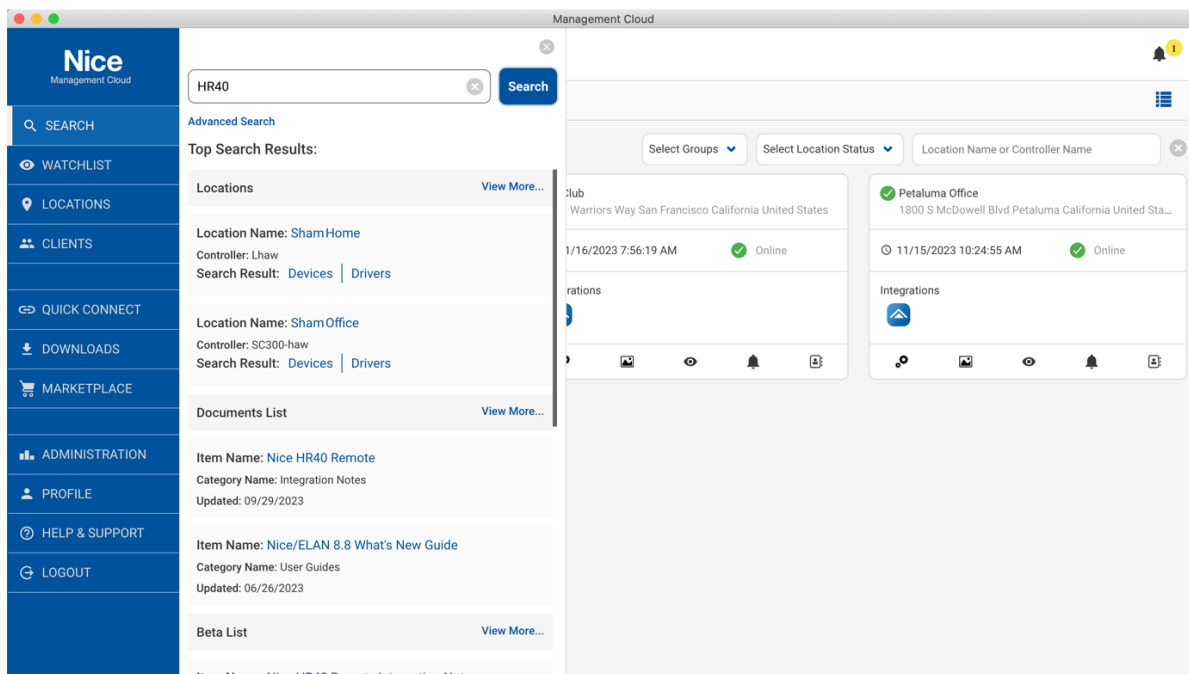 Management Cloud
Nice
Management Cloud
SEARCH
WATCHLIST
LOCATIONS
CLIENTS
QUICK CONNECT
DOWNLOADS
MARKETPLACE
ADMINISTRATION
PROFILE
HELP & SUPPORT
LOGOUT
HR40
Search
Advanced Search
Top Search Results:
Locations View More...
Location Name: Sham Home
Controller: Lhaw
Search Result: Devices | Drivers
Location Name: Sham Office
Controller: SC300-haw
Search Result: Devices | Drivers
Documents List View More...
Item Name: Nice HR40 Remote
Category Name: Integration Notes
Updated: 09/29/2023
Item Name: Nice/ELAN 8.8 What's New Guide
Category Name: User Guides
Updated: 06/26/2023
Beta List View More...
1
Select Groups
Select Location Status
Location Name or Controller Name
Club
Warriors Way San Francisco California United States
1/16/2023 7:56:19 AM Online
rations
Petaluma Office
1800 S McDowell Blvd Petaluma California United Sta...
11/15/2023 10:24:55 AM Online
Integrations